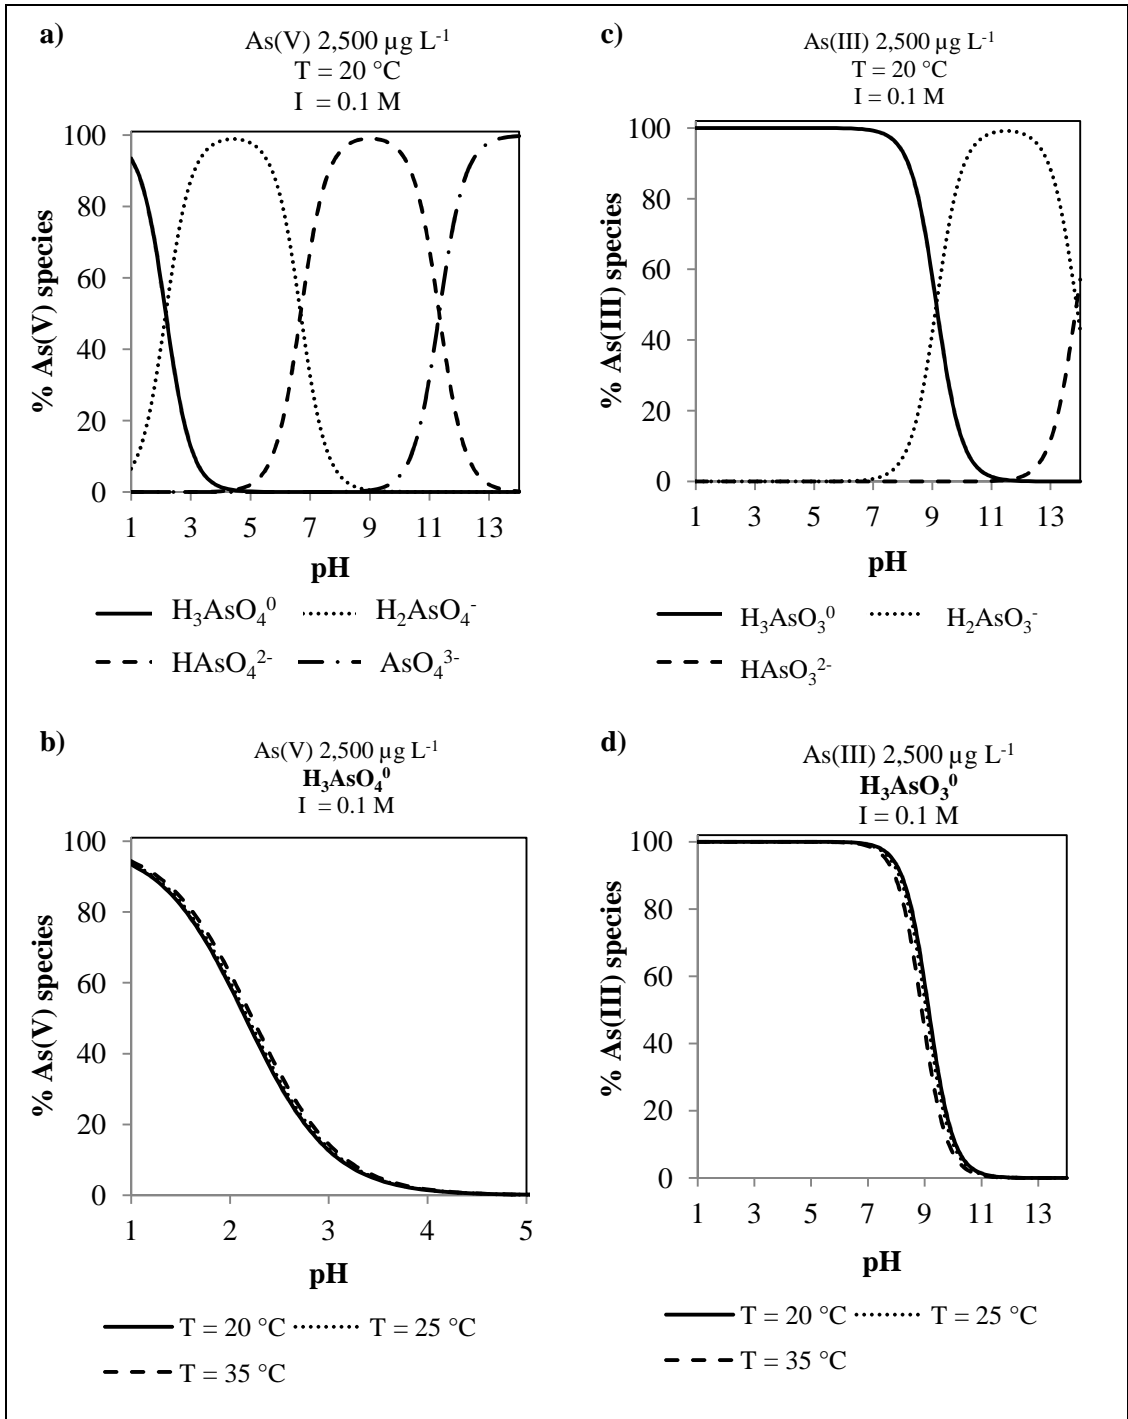 a)
As(V) 2,500 µg L⁻¹
T = 20 °C
I = 0.1 M
% As(V) species
100
80
60
40
20
0
1 3 5 7 9 11 13
pH
H₃AsO₄⁰ H₂AsO₄⁻
HAsO₄²⁻ AsO₄³⁻
c)
As(III) 2,500 µg L⁻¹
T = 20 °C
I = 0.1 M
% As(III) species
100
80
60
40
20
0
1 3 5 7 9 11 13
pH
H₃AsO₃⁰ H₂AsO₃⁻
HAsO₃²⁻
b)
As(V) 2,500 µg L⁻¹
H₃AsO₄⁰
I = 0.1 M
% As(V) species
100
80
60
40
20
0
1 2 3 4 5
pH
T = 20 °C T = 25 °C
T = 35 °C
d)
As(III) 2,500 µg L⁻¹
H₃AsO₃⁰
I = 0.1 M
% As(III) species
100
80
60
40
20
0
1 3 5 7 9 11 13
pH
T = 20 °C T = 25 °C
T = 35 °C